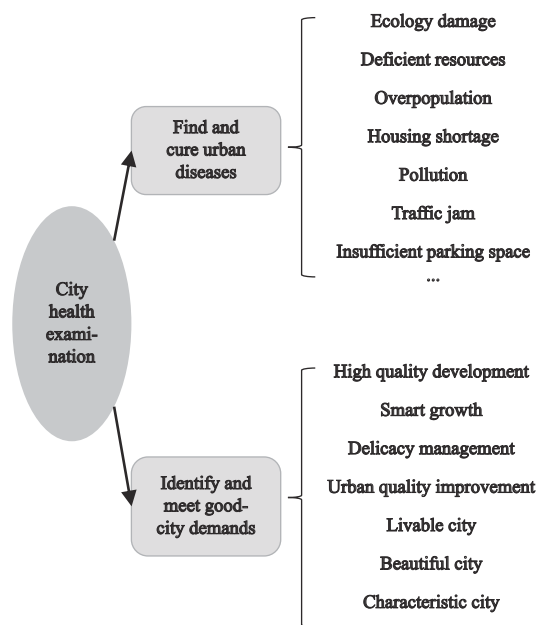 City
health
exami-
nation
Find and
cure urban
diseases
Ecology damage
Deficient resources
Overpopulation
Housing shortage
Pollution
Traffic jam
Insufficient parking space
...
Identify and
meet good-
city demands
High quality development
Smart growth
Delicacy management
Urban quality improvement
Livable city
Beautiful city
Characteristic city